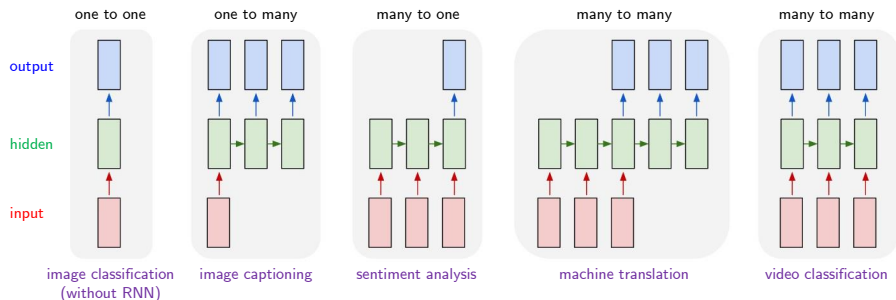 one to one
one to many
many to one
many to many
many to many
output
hidden
input
image classification
(without RNN)
image captioning
sentiment analysis
machine translation
video classification